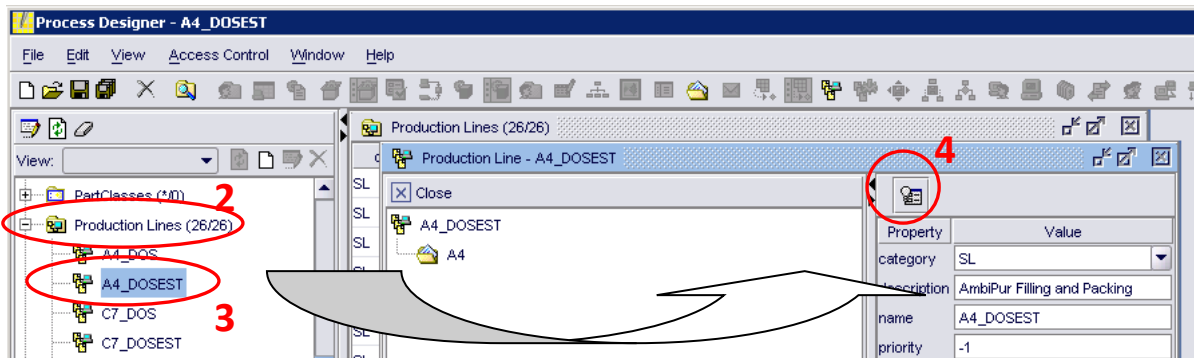 Process Designer - A4_DOSEST
File Edit View Access Control Window Help
Production Lines (26/26)
View:
Production Line - A4_DOSEST
4
PartClasses (*/0)
2
SL
Close
Production Lines (26/26)
SL
A4_DOSEST
Property Value
A4_DOS
SL
A4
category SL
A4_DOSEST
description AmbiPur Filling and Packing
C7_DOS
3
name A4_DOSEST
C7_DOSEST
SL
priority -1